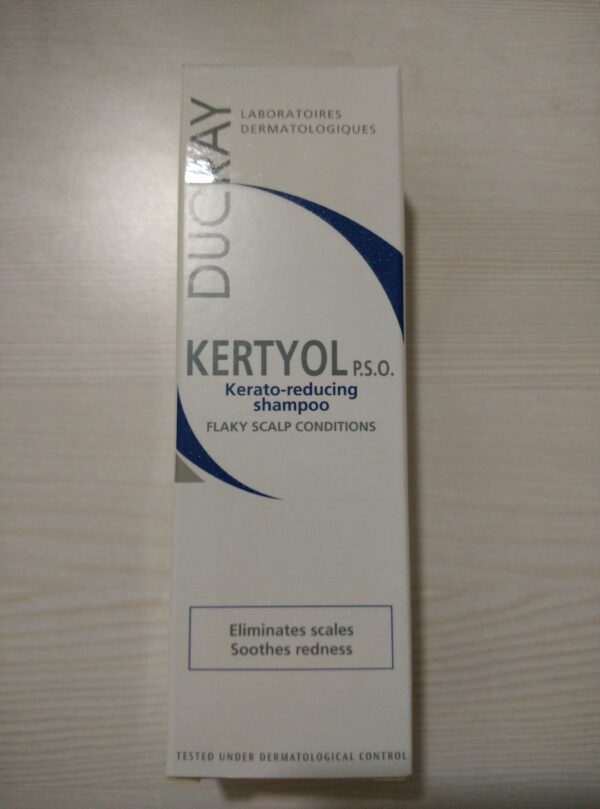 DUCRAY
LABORATOIRES
DERMATOLOGIQUES
KERTYOL P.S.O.
Kerato-reducing
shampoo
FLAKY SCALP CONDITIONS
Eliminates scales
Soothes redness
TESTED UNDER DERMATOLOGICAL CONTROL